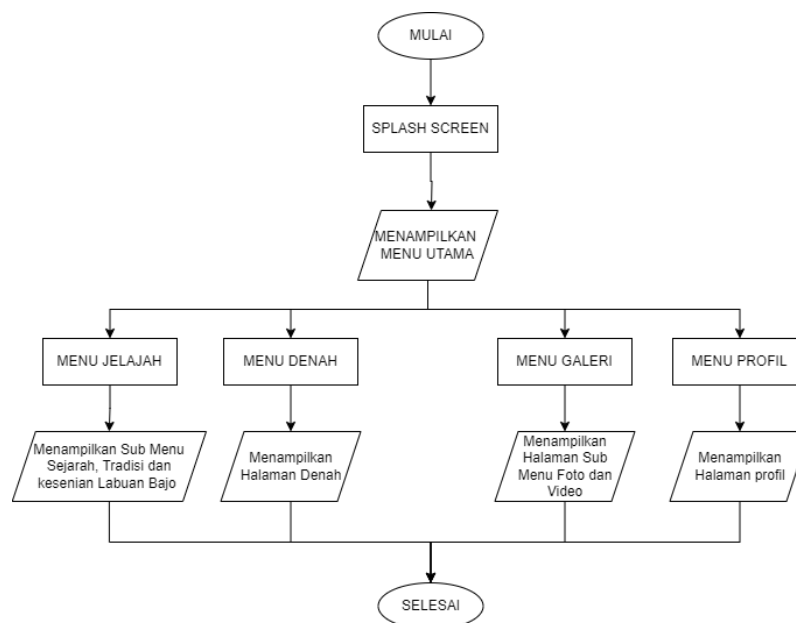 MULAI
SPLASH SCREEN
MENAMPILKAN
MENU UTAMA
MENU JELAJAH
MENU DENAH
MENU GALERI
MENU PROFIL
Menampilkan Sub Menu
Sejarah, Tradisi dan
kesenian Labuan Bajo
Menampilkan
Halaman Denah
Menampilkan
Halaman Sub
Menu Foto dan
Video
Menampilkan
Halaman profil
SELESAI